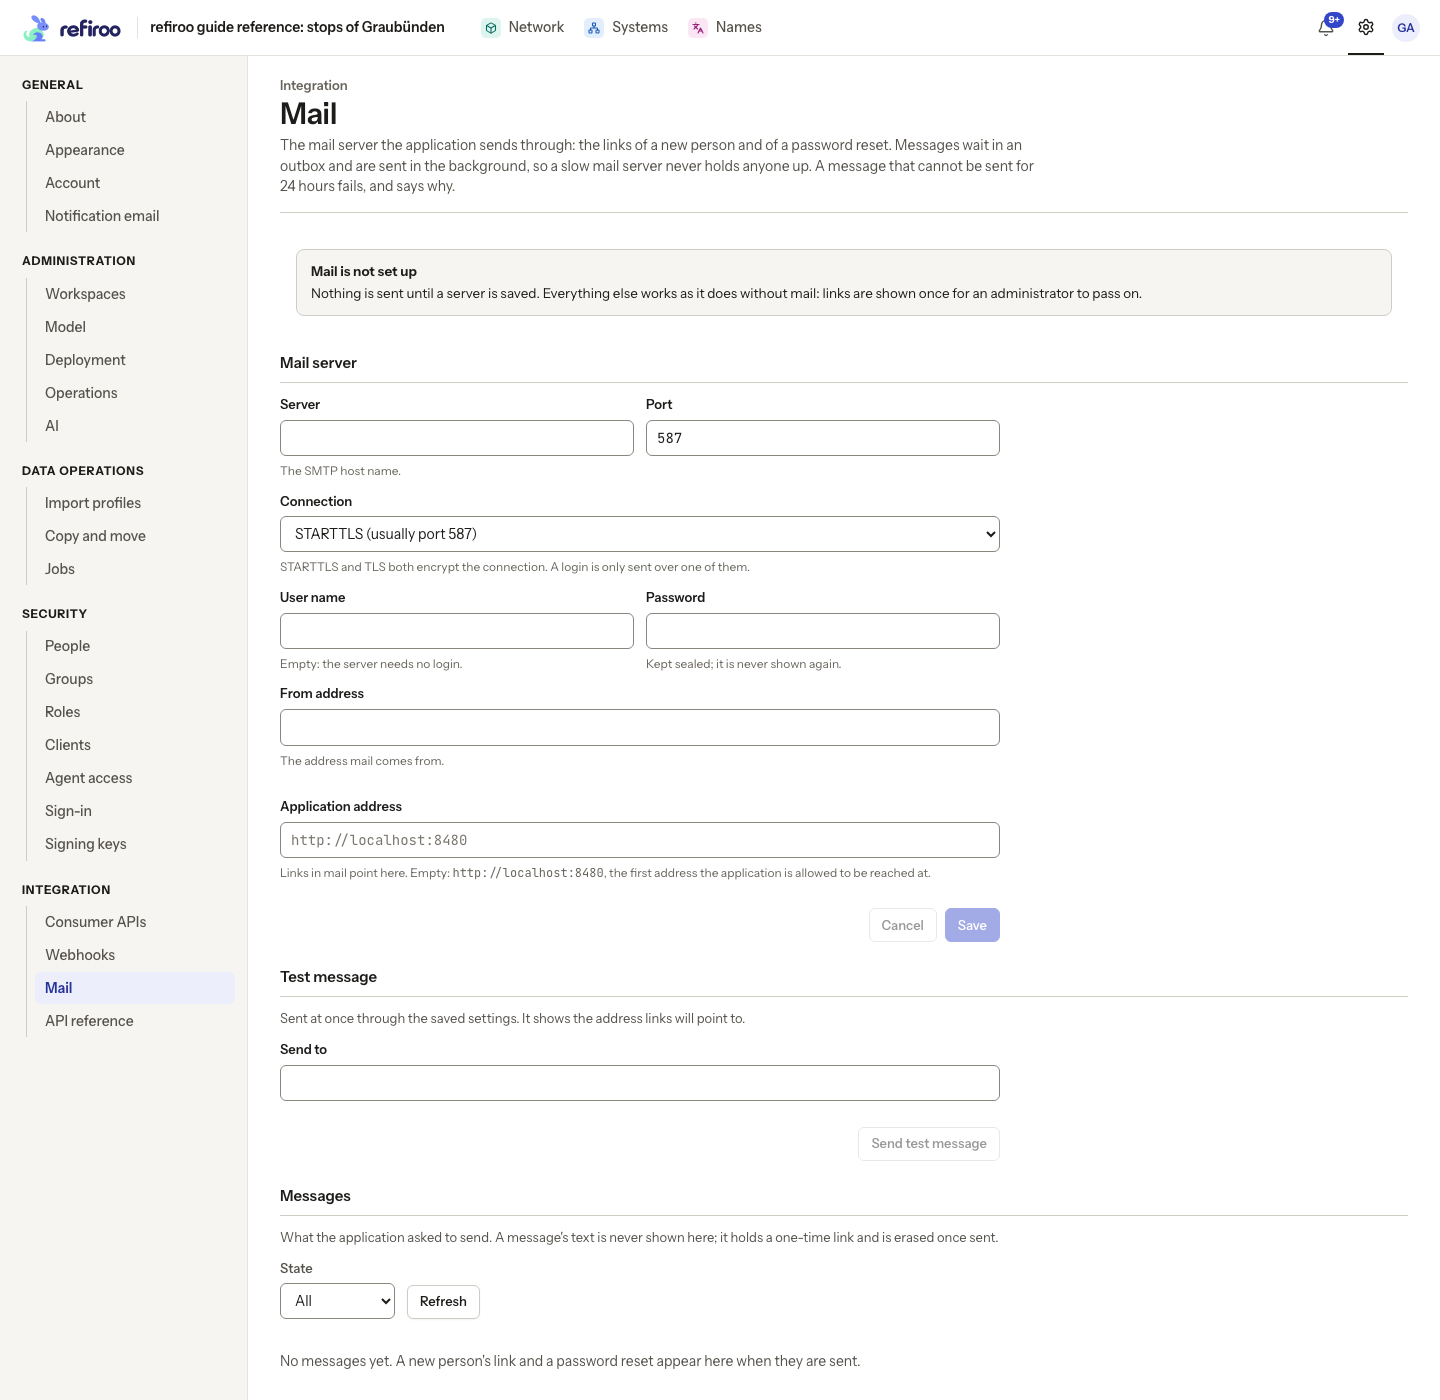 refiroo
refiroo guide reference: stops of Graubünden
Network
Systems
Names
9+
GA
GENERAL
About
Appearance
Account
Notification email
ADMINISTRATION
Workspaces
Model
Deployment
Operations
AI
DATA OPERATIONS
Import profiles
Copy and move
Jobs
SECURITY
People
Groups
Roles
Clients
Agent access
Sign-in
Signing keys
INTEGRATION
Consumer APIs
Webhooks
Mail
API reference
Integration
Mail
The mail server the application sends through: the links of a new person and of a password reset. Messages wait in an
outbox and are sent in the background, so a slow mail server never holds anyone up. A message that cannot be sent for
24 hours fails, and says why.
Mail is not set up
Nothing is sent until a server is saved. Everything else works as it does without mail: links are shown once for an administrator to pass on.
Mail server
Server
Port
587
The SMTP host name.
Connection
STARTTLS (usually port 587)
STARTTLS and TLS both encrypt the connection. A login is only sent over one of them.
User name
Password
Empty: the server needs no login.
Kept sealed; it is never shown again.
From address
The address mail comes from.
Application address
http://localhost:8480
Links in mail point here. Empty: http://localhost:8480, the first address the application is allowed to be reached at.
Cancel
Save
Test message
Sent at once through the saved settings. It shows the address links will point to.
Send to
Send test message
Messages
What the application asked to send. A message's text is never shown here; it holds a one-time link and is erased once sent.
State
All
Refresh
No messages yet. A new person's link and a password reset appear here when they are sent.